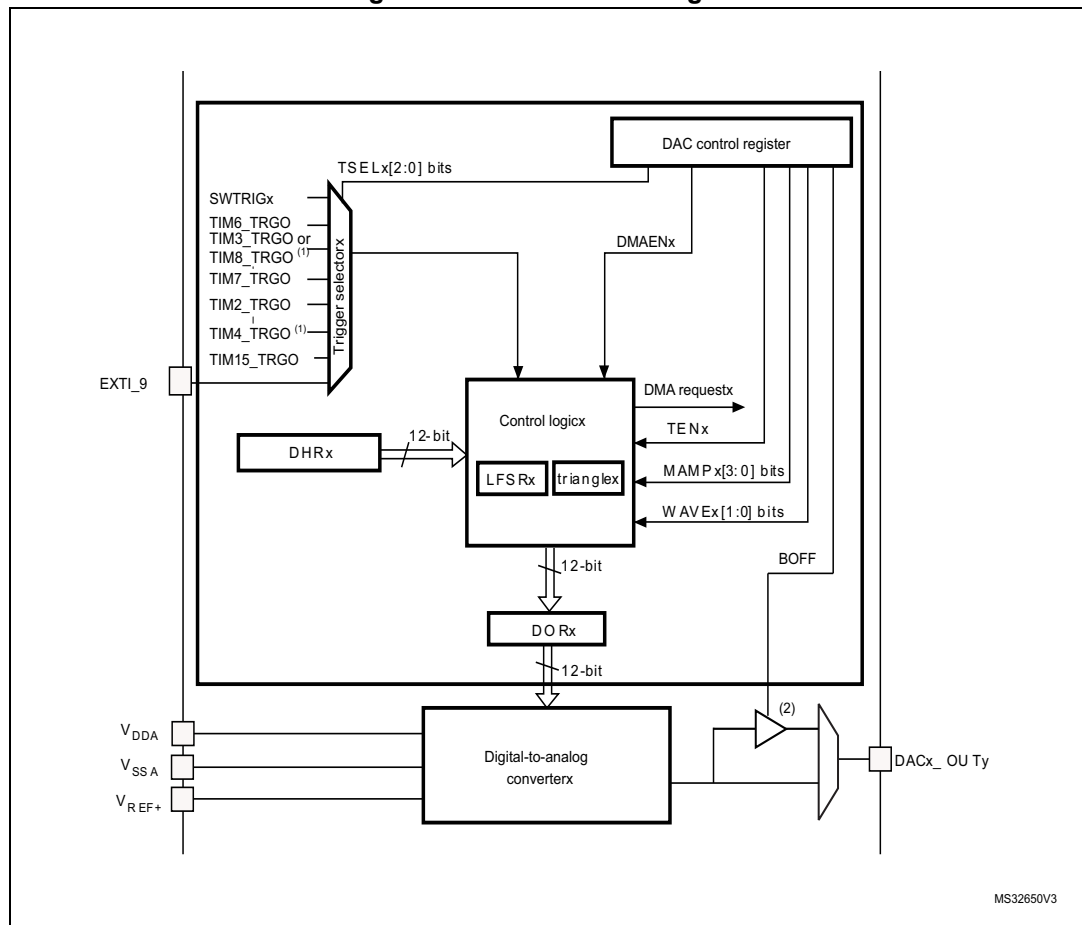 DAC control register
TSELx[2:0] bits
SWTRIGx
TIM6_TRGO
TIM3_TRGO or
TIM8_TRGO (1)
TIM7_TRGO
TIM2_TRGO
TIM4_TRGO (1)
TIM15_TRGO
Trigger selectorx
DMAENx
EXTI_9
DMA requestx
Control logicx
TENx
12-bit
DHRx
LFSRx
trianglex
MAMPx[3:0] bits
WAVEx[1:0] bits
BOFF
12-bit
DORx
12-bit
(2)
VDDA
VSSA
VREF+
Digital-to-analog
converterx
DACx_OUTy
MS32650V3